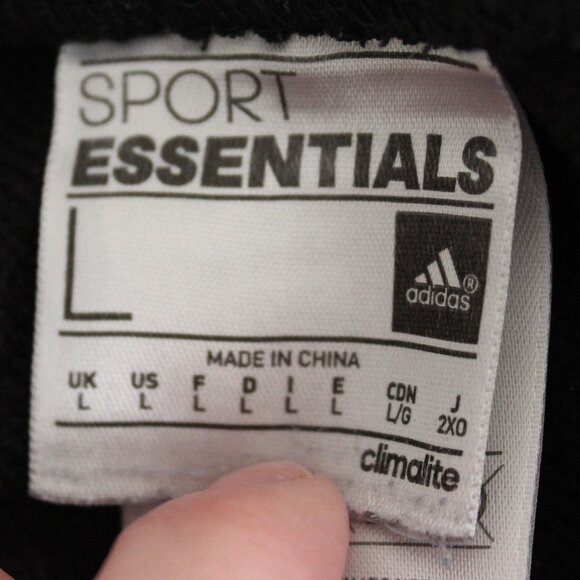 SPORT
ESSENTIALS
L
adidas®
MADE IN CHINA
UK US F D I E CDN J
L L L L L L L/G 2XO
climalite